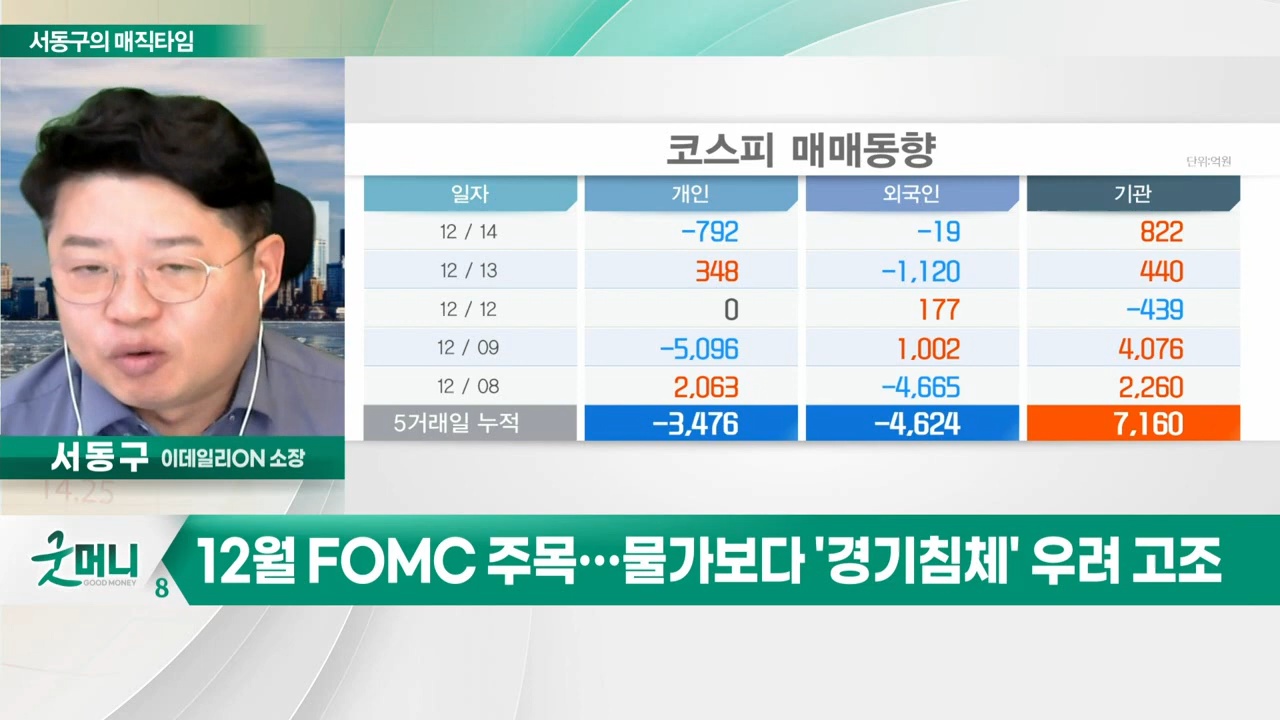 서동구의 매직타임
코스피 매매동향
단위:억원
일자 개인 외국인 기관
12 / 14 -792 -19 822
12 / 13 348 -1,120 440
12 / 12 0 177 -439
12 / 09 -5,096 1,002 4,076
12 / 08 2,063 -4,665 2,260
5거래일 누적 -3,476 -4,624 7,160
서동구 이데일리ON 소장
14.25
굿머니
GOOD MONEY
8
12월 FOMC 주목…물가보다 '경기침체' 우려 고조